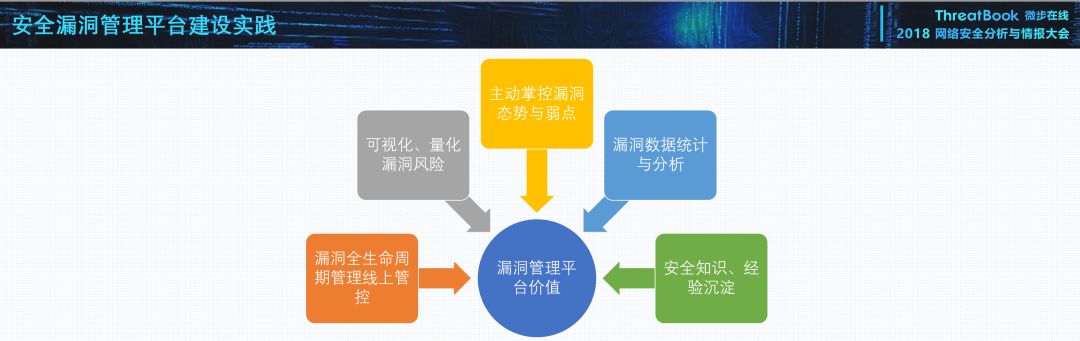 安全漏洞管理平台建设实践
ThreatBook 微步在线
2018 网络安全分析与情报大会
主动掌控漏洞
态势与弱点
可视化、量化
漏洞风险
漏洞数据统计
与分析
漏洞全生命周
期管理线上管
控
漏洞管理平
台价值
安全知识、经
验沉淀